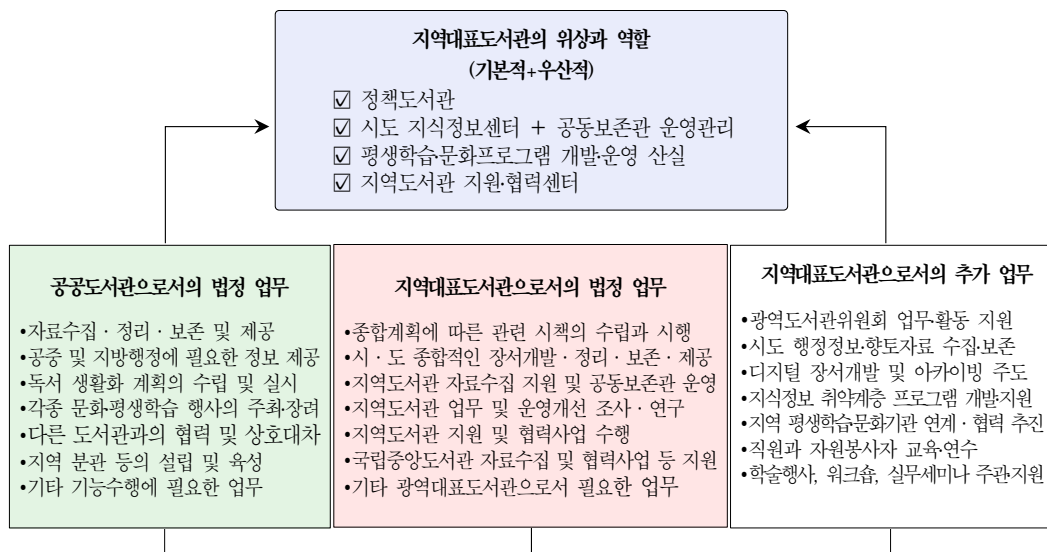 지역대표도서관의 위상과 역할
(기본적+우산적)
☑ 정책도서관
☑ 시도 지식정보센터 + 공동보존관 운영관리
☑ 평생학습·문화프로그램 개발·운영 산실
☑ 지역도서관 지원·협력센터
공공도서관으로서의 법정 업무
•자료수집 · 정리 · 보존 및 제공
•공중 및 지방행정에 필요한 정보 제공
•독서 생활화 계획의 수립 및 실시
•각종 문화·평생학습 행사의 주최·장려
•다른 도서관과의 협력 및 상호대차
•지역 분관 등의 설립 및 육성
•기타 기능수행에 필요한 업무
지역대표도서관으로서의 법정 업무
•종합계획에 따른 관련 시책의 수립과 시행
•시 · 도 종합적인 장서개발 · 정리 · 보존 · 제공
•지역도서관 자료수집 지원 및 공동보존관 운영
•지역도서관 업무 및 운영개선 조사 · 연구
•지역도서관 지원 및 협력사업 수행
•국립중앙도서관 자료수집 및 협력사업 등 지원
•기타 광역대표도서관으로서 필요한 업무
지역대표도서관으로서의 추가 업무
•광역도서관위원회 업무·활동 지원
•시도 행정정보·향토자료 수집·보존
•디지털 장서개발 및 아카이빙 주도
•지식정보 취약계층 프로그램 개발·지원
•지역 평생학습·문화기관 연계 · 협력 추진
•직원과 자원봉사자 교육·연수
•학술행사, 워크숍, 실무세미나 주관·지원